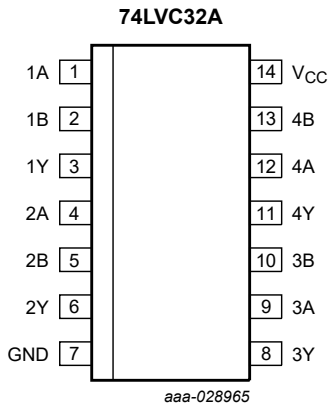 74LVC32A
1A 1 14 VCC
1B 2 13 4B
1Y 3 12 4A
2A 4 11 4Y
2B 5 10 3B
2Y 6 9 3A
GND 7 8 3Y
aaa-028965